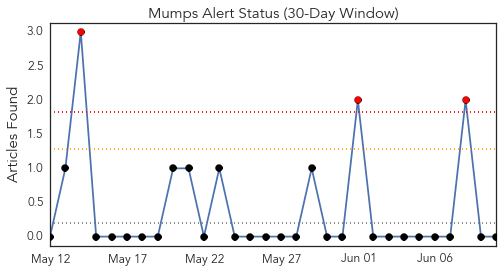 Mumps Alert Status (30-Day Window)
Articles Found
3.0
2.5
2.0
1.5
1.0
0.5
0.0
May 12 May 17 May 22 May 27 Jun 01 Jun 06